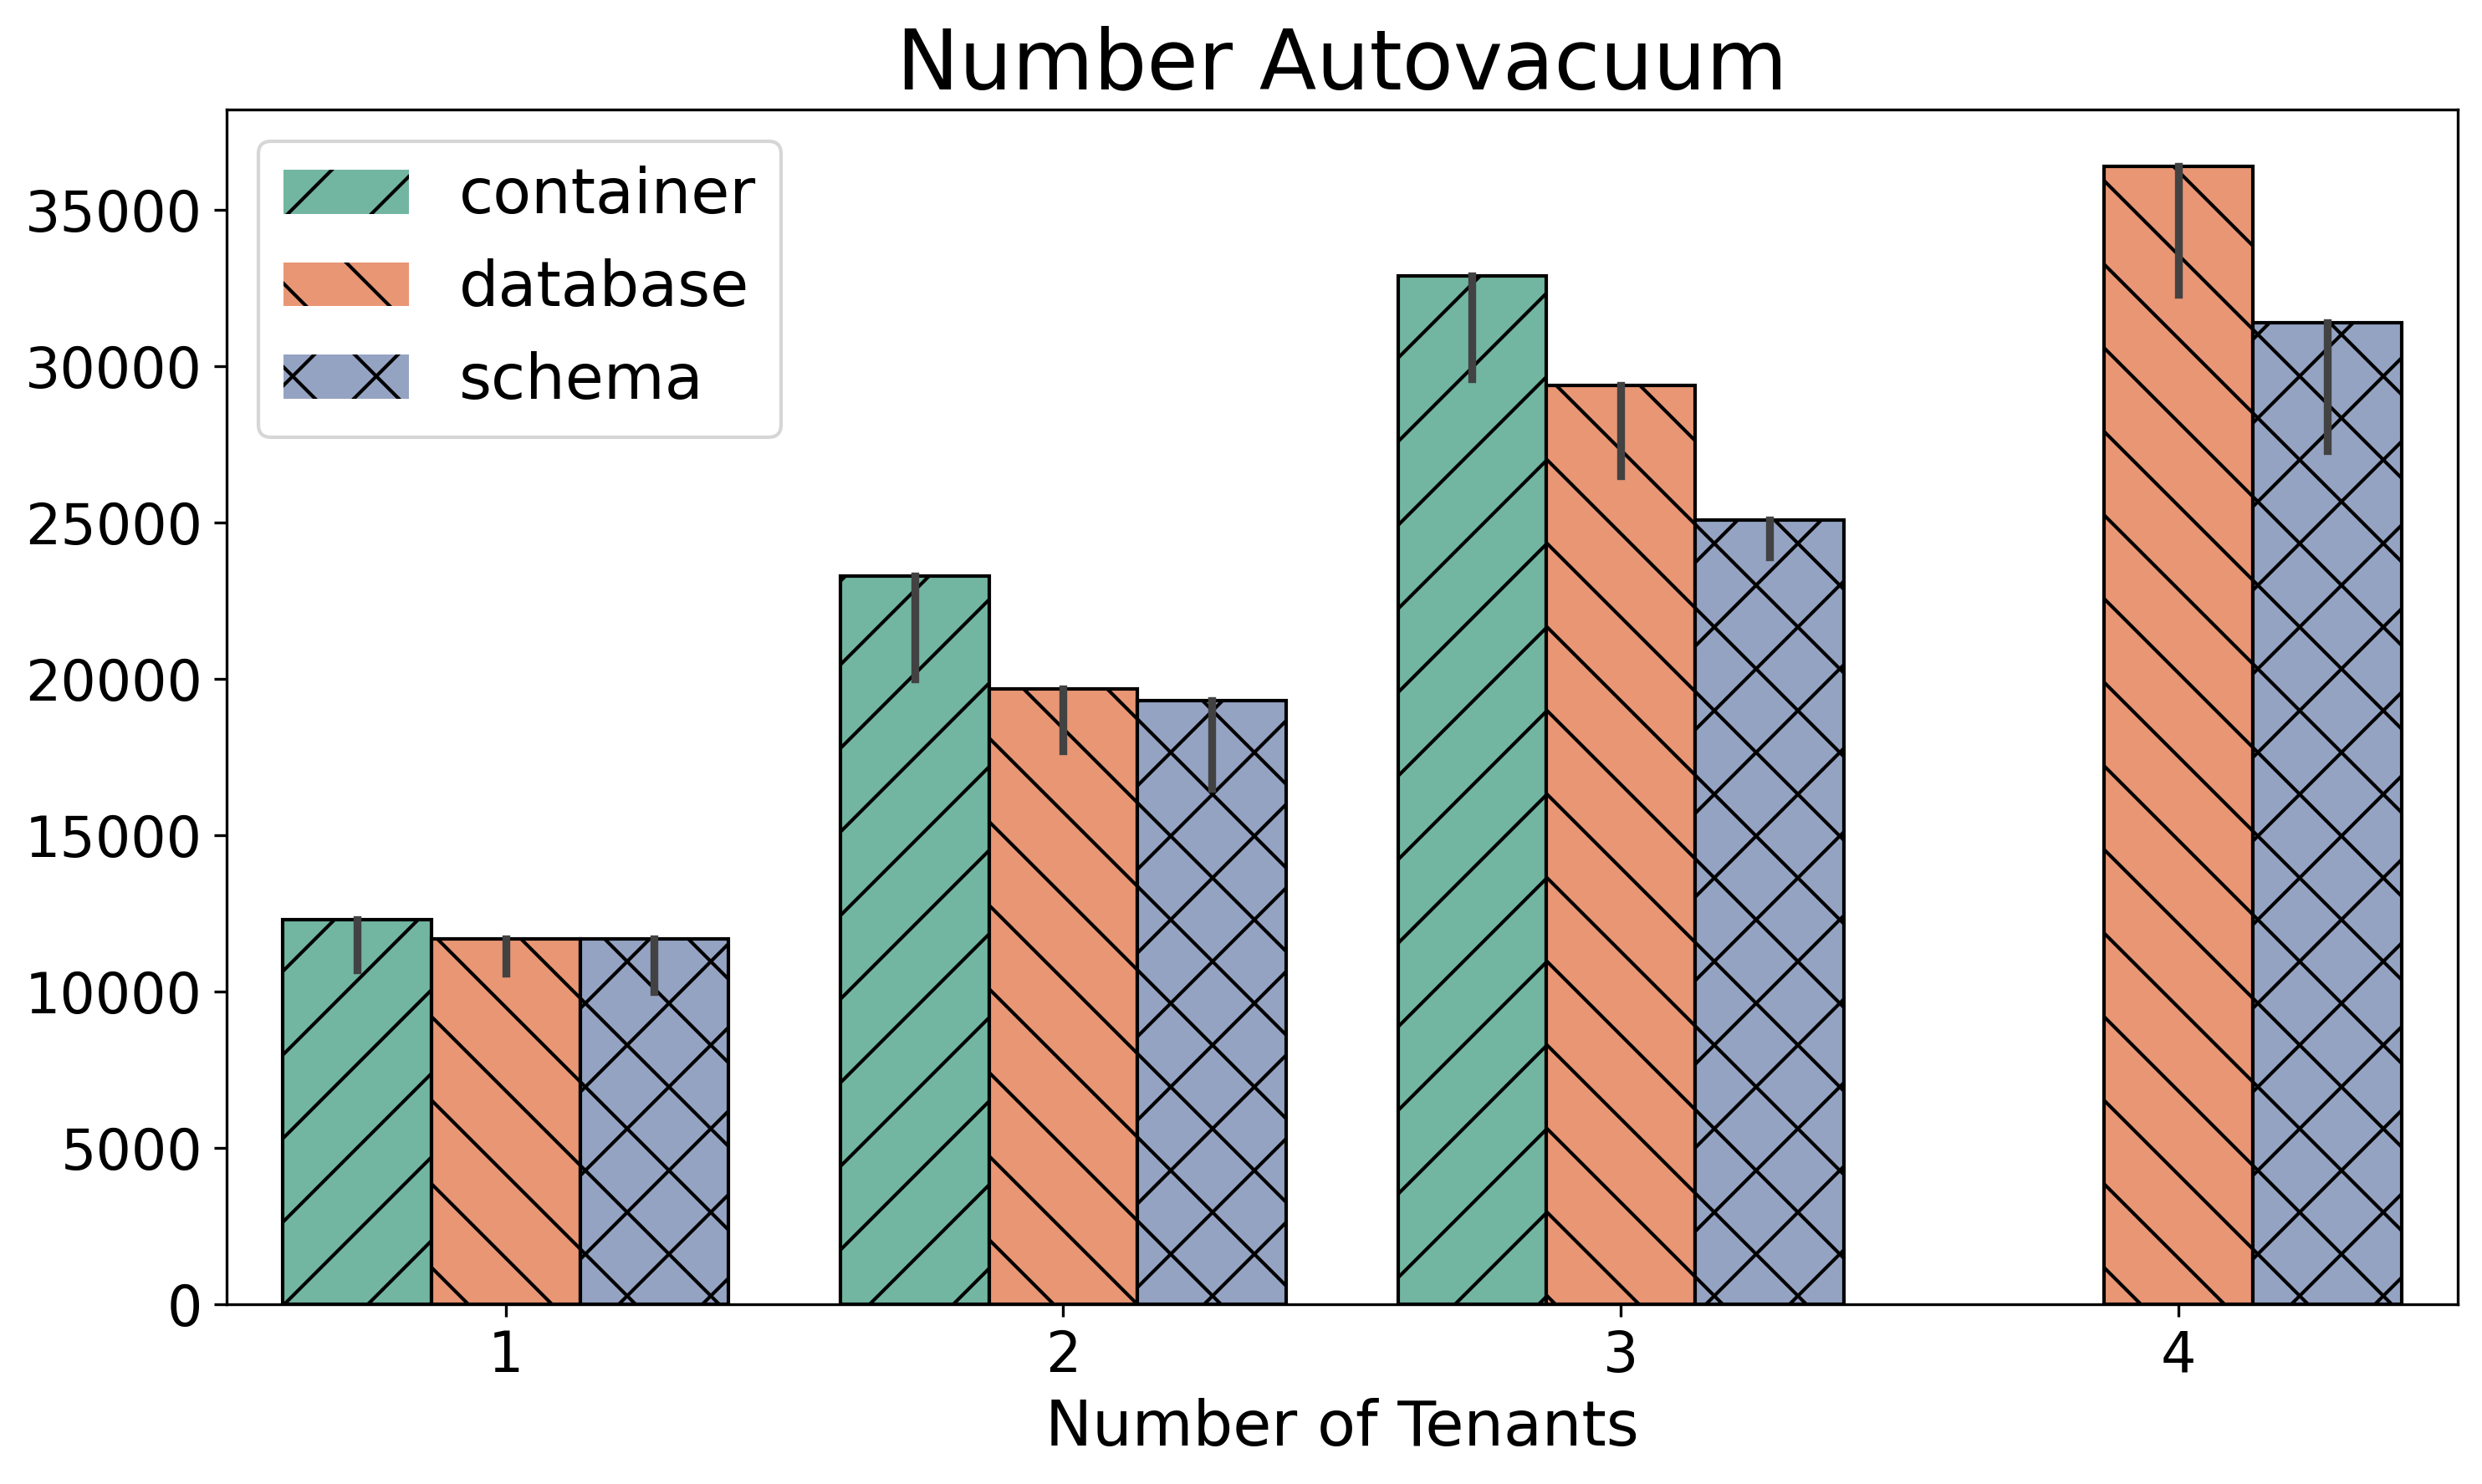 Number Autovacuum
container
database
schema
35000
30000
25000
20000
15000
10000
5000
0
1 2 3 4
Number of Tenants